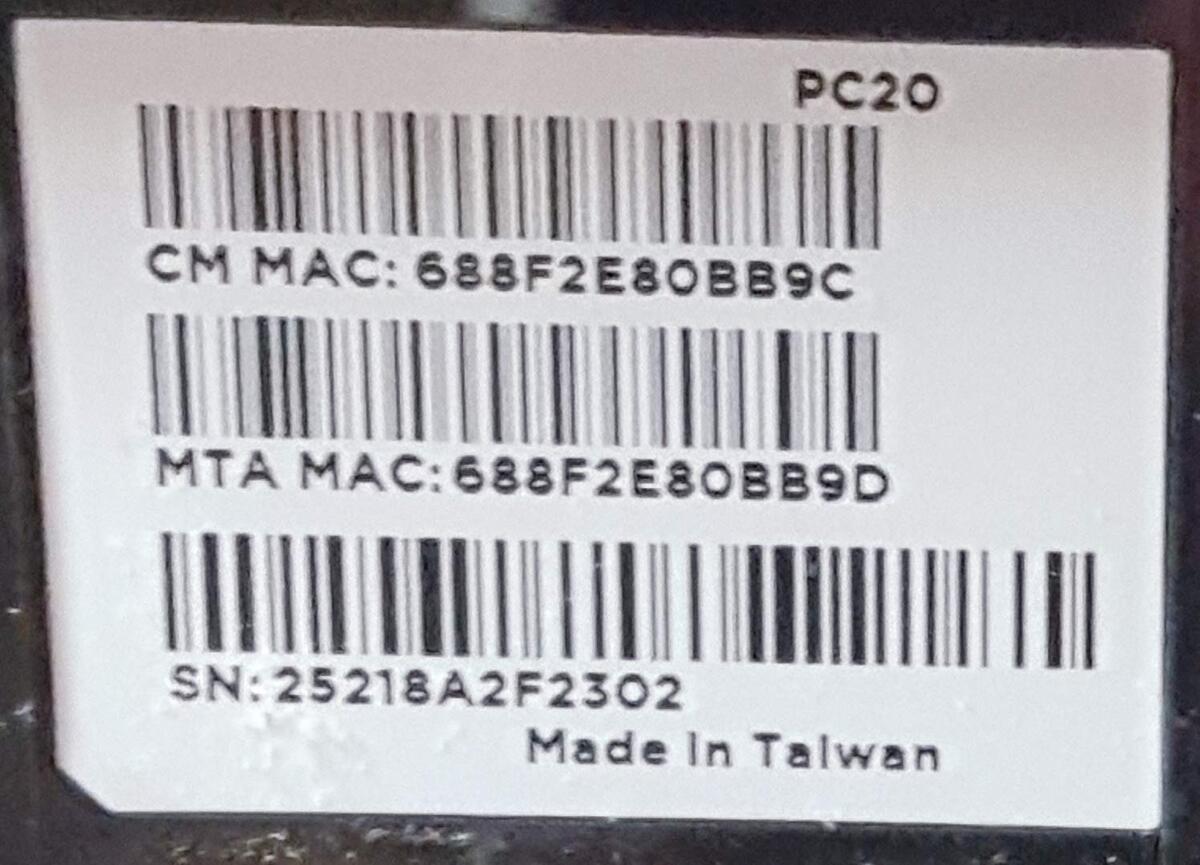 PC20
CM MAC: 688F2E80BB9C
MTA MAC:688F2E80BB9D
SN:25218A2F2302
Made In Taiwan